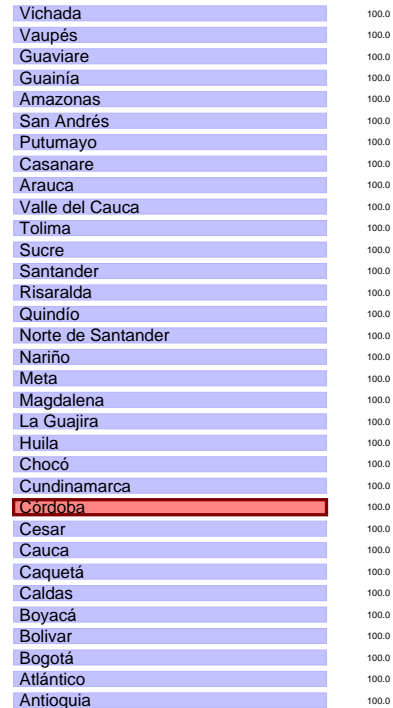 Vichada 100.0
Vaupés 100.0
Guaviare 100.0
Guainía 100.0
Amazonas 100.0
San Andrés 100.0
Putumayo 100.0
Casanare 100.0
Arauca 100.0
Valle del Cauca 100.0
Tolima 100.0
Sucre 100.0
Santander 100.0
Risaralda 100.0
Quindío 100.0
Norte de Santander 100.0
Nariño 100.0
Meta 100.0
Magdalena 100.0
La Guajira 100.0
Huila 100.0
Chocó 100.0
Cundinamarca 100.0
Córdoba 100.0
Cesar 100.0
Cauca 100.0
Caquetá 100.0
Caldas 100.0
Boyacá 100.0
Bolivar 100.0
Bogotá 100.0
Atlántico 100.0
Antioquia 100.0